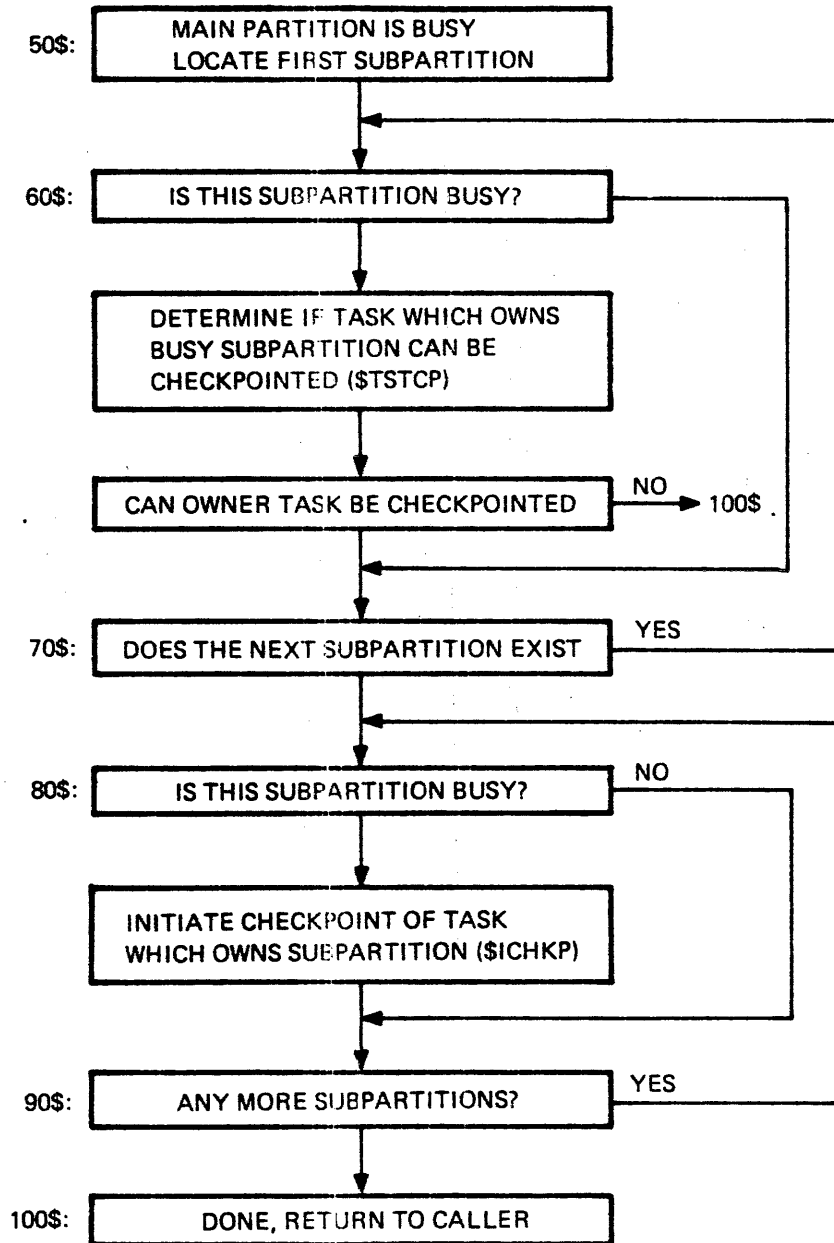 50$:
MAIN PARTITION IS BUSY
LOCATE FIRST SUBPARTITION
60$:
IS THIS SUBPARTITION BUSY?
DETERMINE IF TASK WHICH OWNS
BUSY SUBPARTITION CAN BE
CHECKPOINTED ($TSTCP)
CAN OWNER TASK BE CHECKPOINTED
NO
100$
70$:
DOES THE NEXT SUBPARTITION EXIST
YES
80$:
IS THIS SUBPARTITION BUSY?
NO
INITIATE CHECKPOINT OF TASK
WHICH OWNS SUBPARTITION ($ICHKP)
90$:
ANY MORE SUBPARTITIONS?
YES
100$:
DONE, RETURN TO CALLER